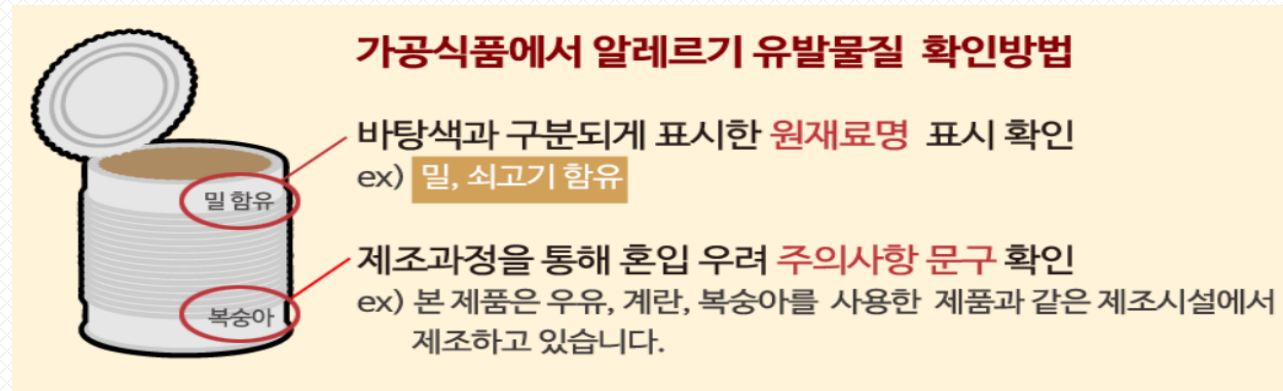 가공식품에서 알레르기 유발물질 확인방법
바탕색과 구분되게 표시한 원재료명 표시 확인
ex) 밀, 쇠고기 함유
밀 함유
제조과정을 통해 혼입 우려 주의사항 문구 확인
ex) 본 제품은 우유, 계란, 복숭아를 사용한 제품과 같은 제조시설에서
제조하고 있습니다.
복숭아